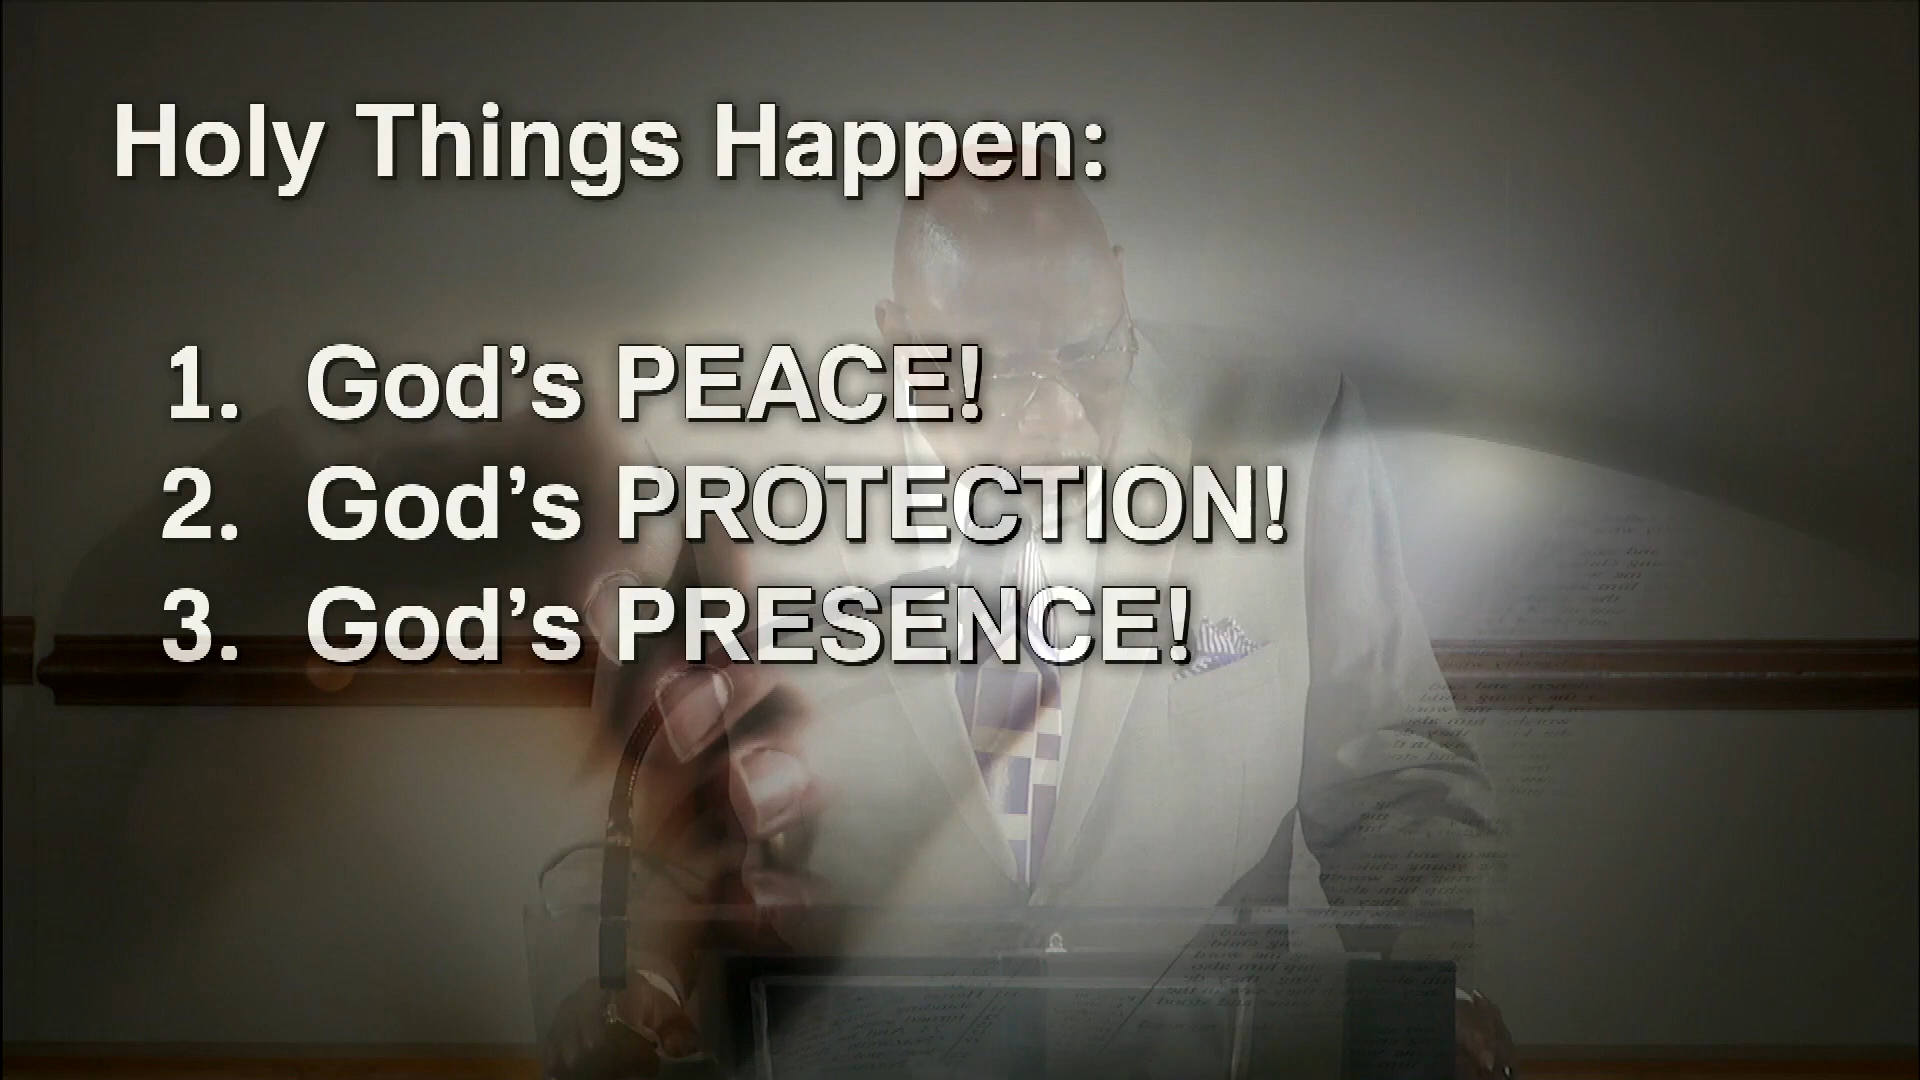 Holy Things Happen:
1. God’s PEACE!
2. God’s PROTECTION!
3. God’s PRESENCE!